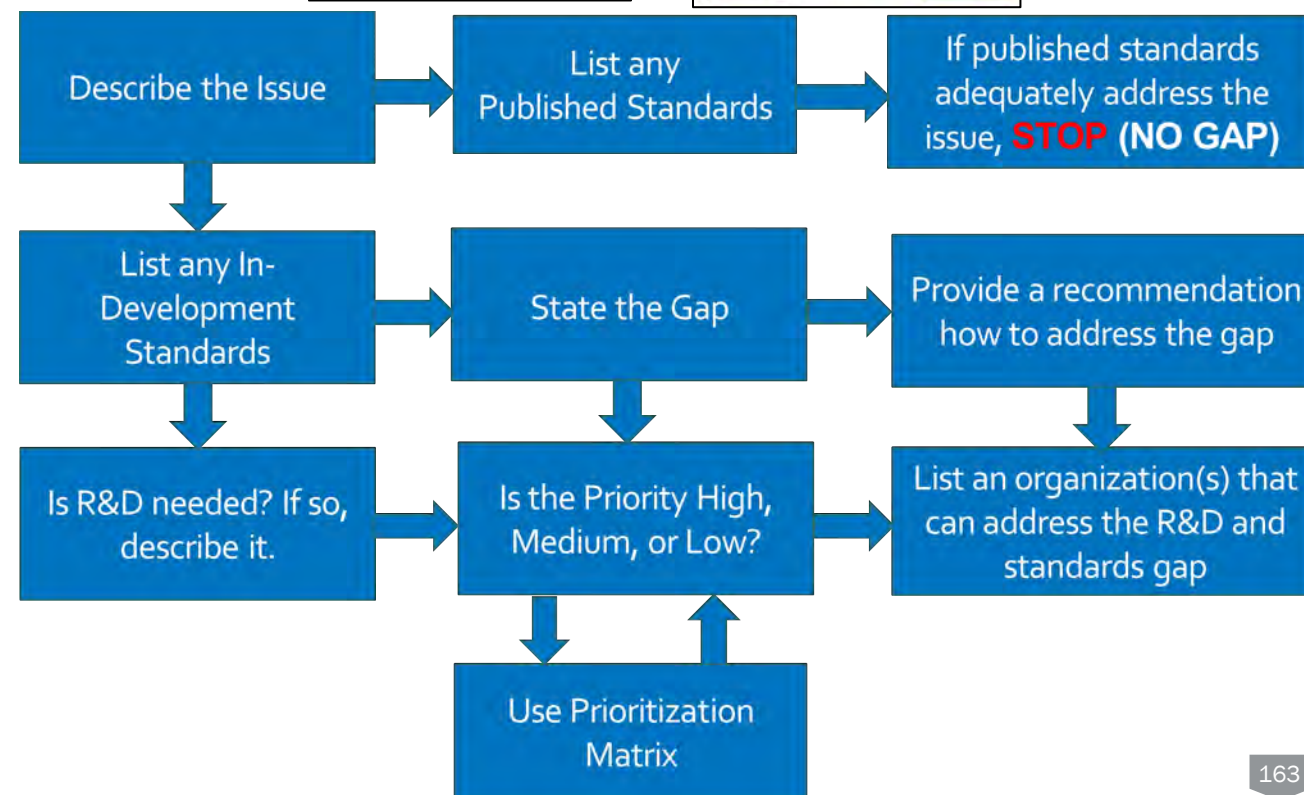 Describe the Issue
List any
Published Standards
If published standards
adequately address the
issue, STOP (NO GAP)
List any In-
Development
Standards
State the Gap
Provide a recommendation
how to address the gap
Is R&D needed? If so,
describe it.
Is the Priority High,
Medium, or Low?
List an organization(s) that
can address the R&D and
standards gap
Use Prioritization
Matrix
163